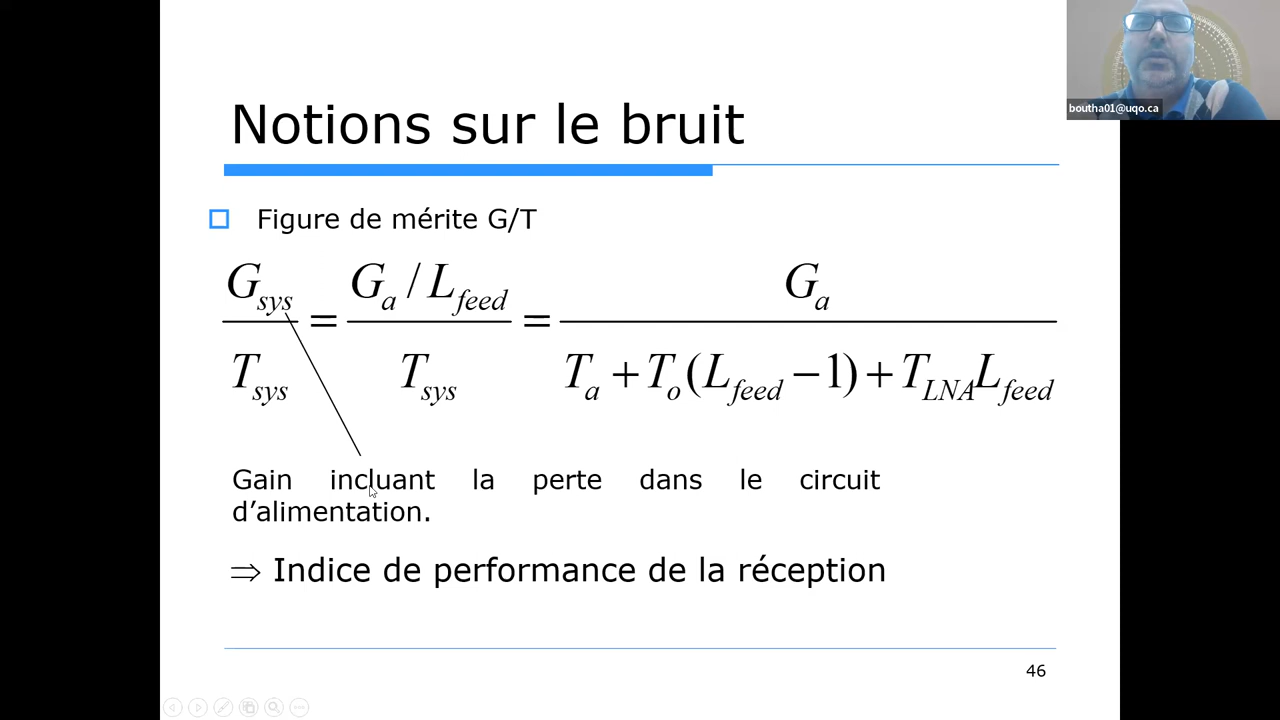 boutha01@uqo.ca
Notions sur le bruit
Figure de mérite G/T
G_sys / T_sys = (G_a / L_feed) / T_sys = G_a / (T_a + T_o(L_feed − 1) + T_LNA L_feed)
Gain incluant la perte dans le circuit
d’alimentation.
⇒ Indice de performance de la réception
46